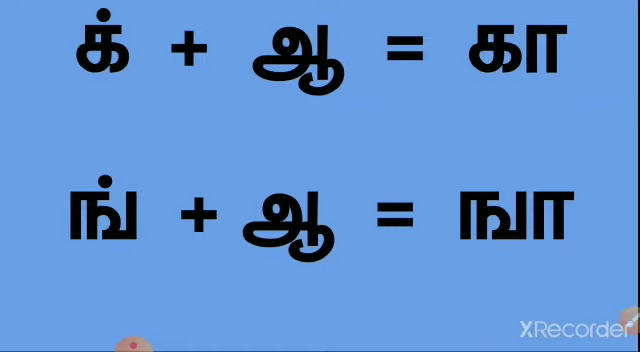 க் + ஆ = கா
ங் + ஆ = ஙா
XRecorder